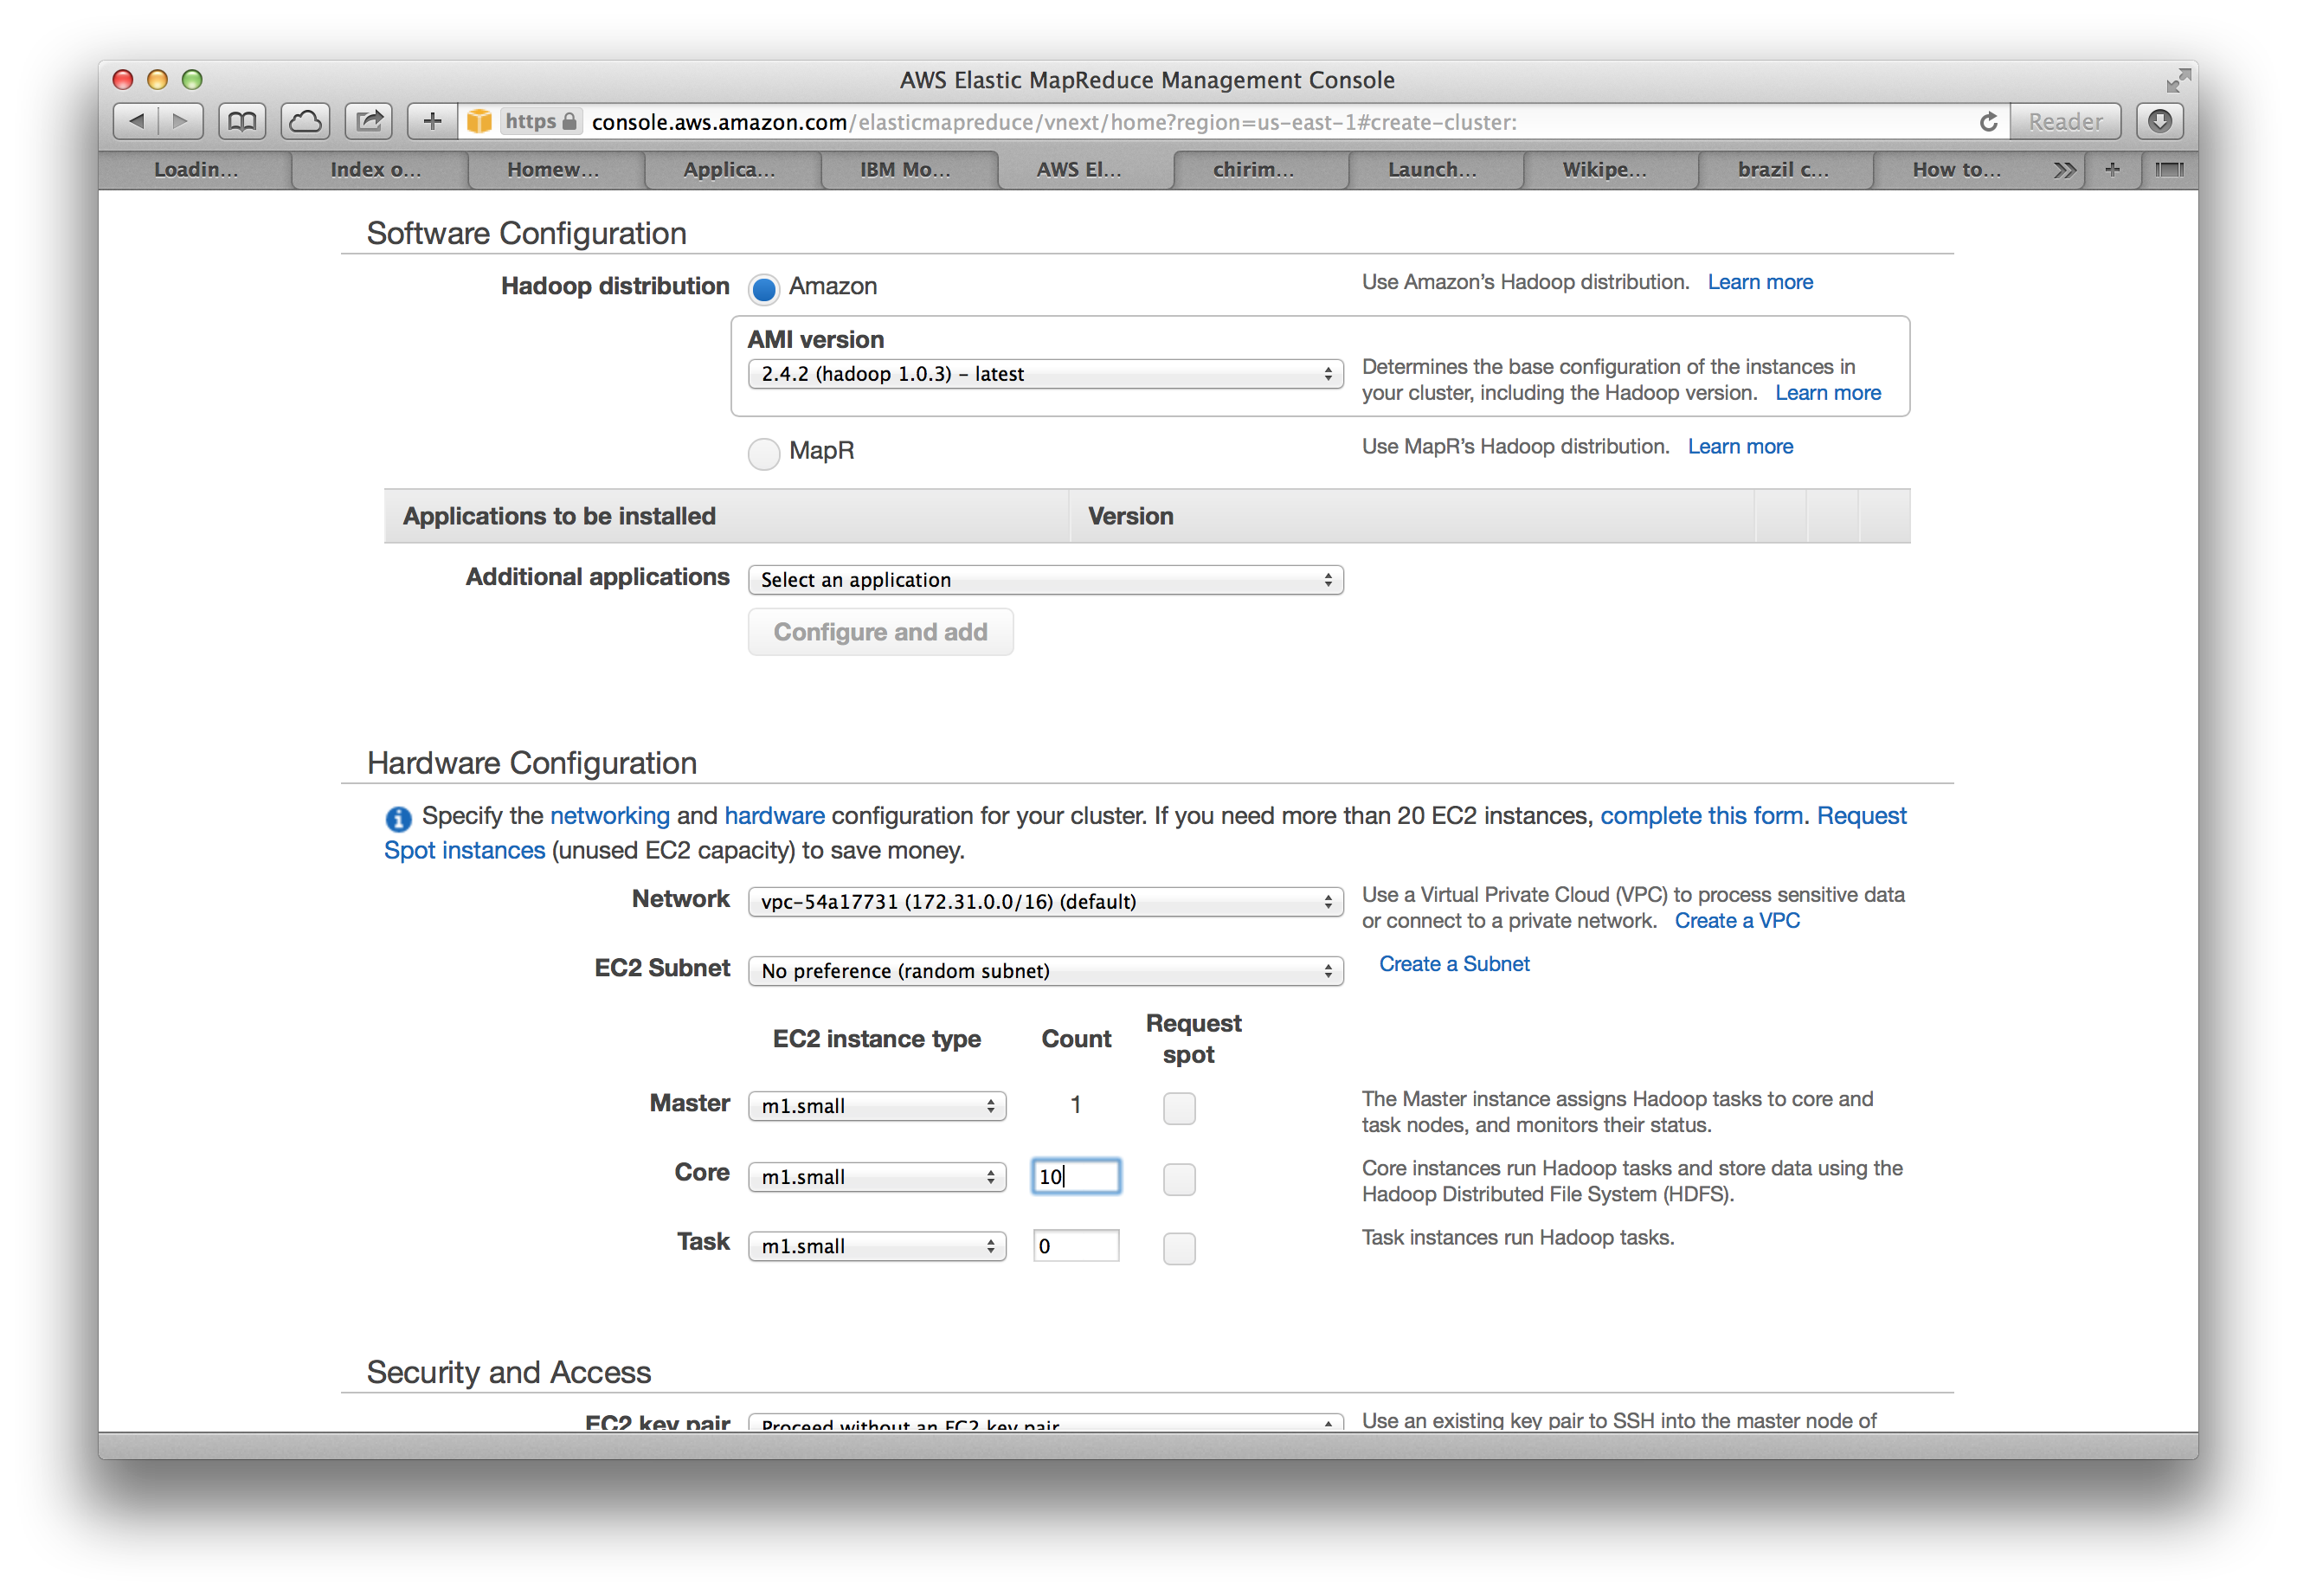 AWS Elastic MapReduce Management Console
https console.aws.amazon.com/elasticmapreduce/vnext/home?region=us-east-1#create-cluster: Reader
Loadin... Index o... Homew... Applica... IBM Mo... AWS El... chirim... Launch... Wikipe... brazil c... How to...
Software Configuration
Hadoop distribution Amazon Use Amazon's Hadoop distribution. Learn more
AMI version
2.4.2 (hadoop 1.0.3) - latest
Determines the base configuration of the instances in
your cluster, including the Hadoop version. Learn more
MapR Use MapR's Hadoop distribution. Learn more
Applications to be installed Version
Additional applications Select an application
Configure and add
Hardware Configuration
Specify the networking and hardware configuration for your cluster. If you need more than 20 EC2 instances, complete this form. Request
Spot instances (unused EC2 capacity) to save money.
Network vpc-54a17731 (172.31.0.0/16) (default)
Use a Virtual Private Cloud (VPC) to process sensitive data
or connect to a private network. Create a VPC
EC2 Subnet No preference (random subnet) Create a Subnet
EC2 instance type Count Request
spot
Master m1.small 1
The Master instance assigns Hadoop tasks to core and
task nodes, and monitors their status.
Core m1.small 10
Core instances run Hadoop tasks and store data using the
Hadoop Distributed File System (HDFS).
Task m1.small 0 Task instances run Hadoop tasks.
Security and Access
EC2 key pair Proceed without an EC2 key pair Use an existing key pair to SSH into the master node of